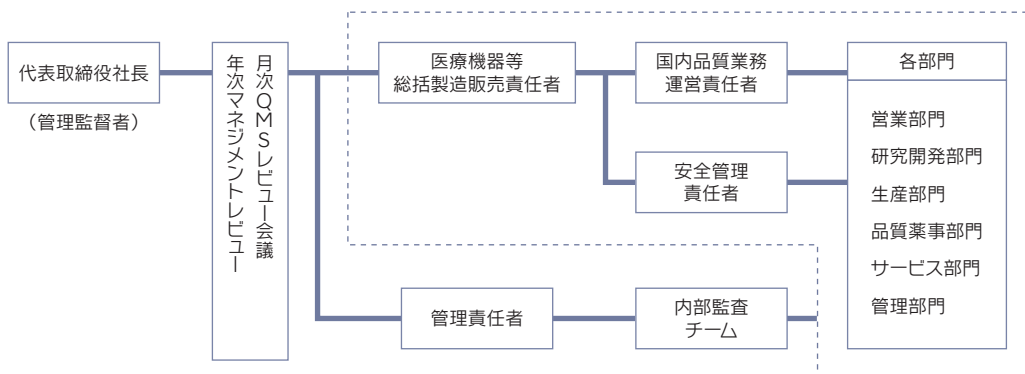 代表取締役社長
（管理監督者）
月次QMSレビュー会議
年次マネジメントレビュー
医療機器等
総括製造販売責任者
国内品質業務
運営責任者
安全管理
責任者
管理責任者
内部監査
チーム
各部門
営業部門
研究開発部門
生産部門
品質薬事部門
サービス部門
管理部門